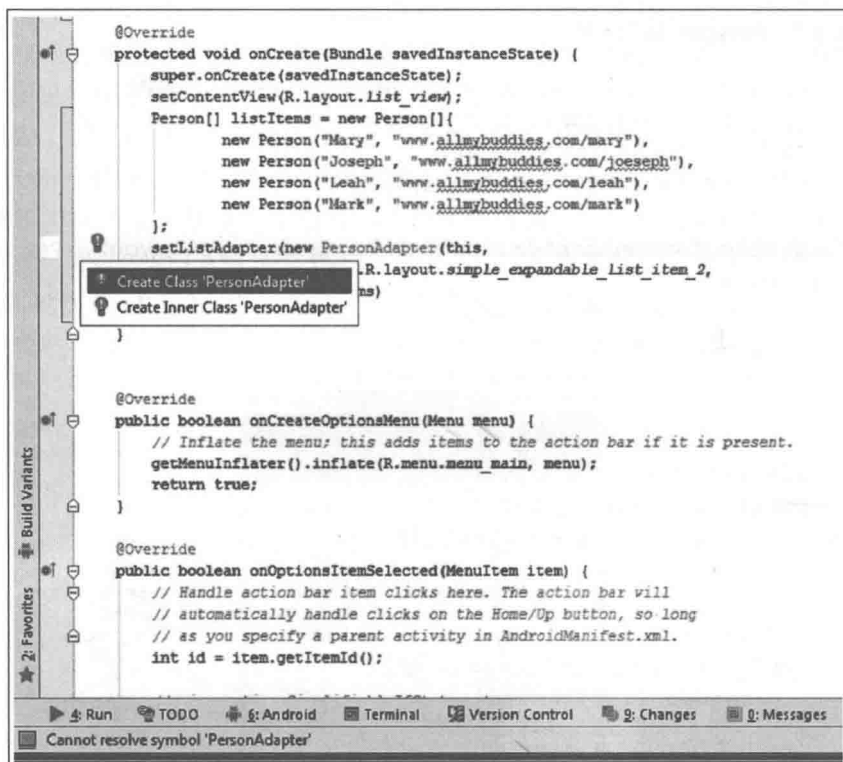 @Override
protected void onCreate(Bundle savedInstanceState) {
super.onCreate(savedInstanceState);
setContentView(R.layout.List_view);
Person[] listItems = new Person[]{
new Person("Mary", "www.allmybuddies.com/mary"),
new Person("Joseph", "www.allmybuddies.com/joeseph"),
new Person("Leah", "www.allmybuddies.com/leah"),
new Person("Mark", "www.allmybuddies.com/mark")
};
setListAdapter(new PersonAdapter(this,
Create Class 'PersonAdapter' .R.layout.simple_expandable_list_item_2,
Create Inner Class 'PersonAdapter' ms)
}
@Override
public boolean onCreateOptionsMenu(Menu menu) {
// Inflate the menu; this adds items to the action bar if it is present.
getMenuInflater().inflate(R.menu.menu_main, menu);
return true;
}
@Override
public boolean onOptionsItemSelected(MenuItem item) {
// Handle action bar item clicks here. The action bar will
// automatically handle clicks on the Home/Up button, so long
// as you specify a parent activity in AndroidManifest.xml.
int id = item.getItemId();
Build Variants
2: Favorites
4: Run TODO 6: Android Terminal Version Control 9: Changes 0: Messages
Cannot resolve symbol 'PersonAdapter'